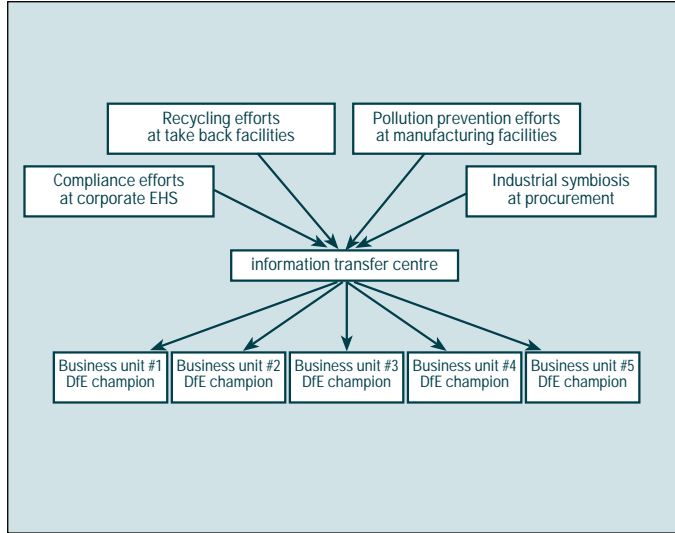 Recycling efforts
at take back facilities
Pollution prevention efforts
at manufacturing facilities
Compliance efforts
at corporate EHS
Industrial symbiosis
at procurement
information transfer centre
Business unit #1
DfE champion
Business unit #2
DfE champion
Business unit #3
DfE champion
Business unit #4
DfE champion
Business unit #5
DfE champion